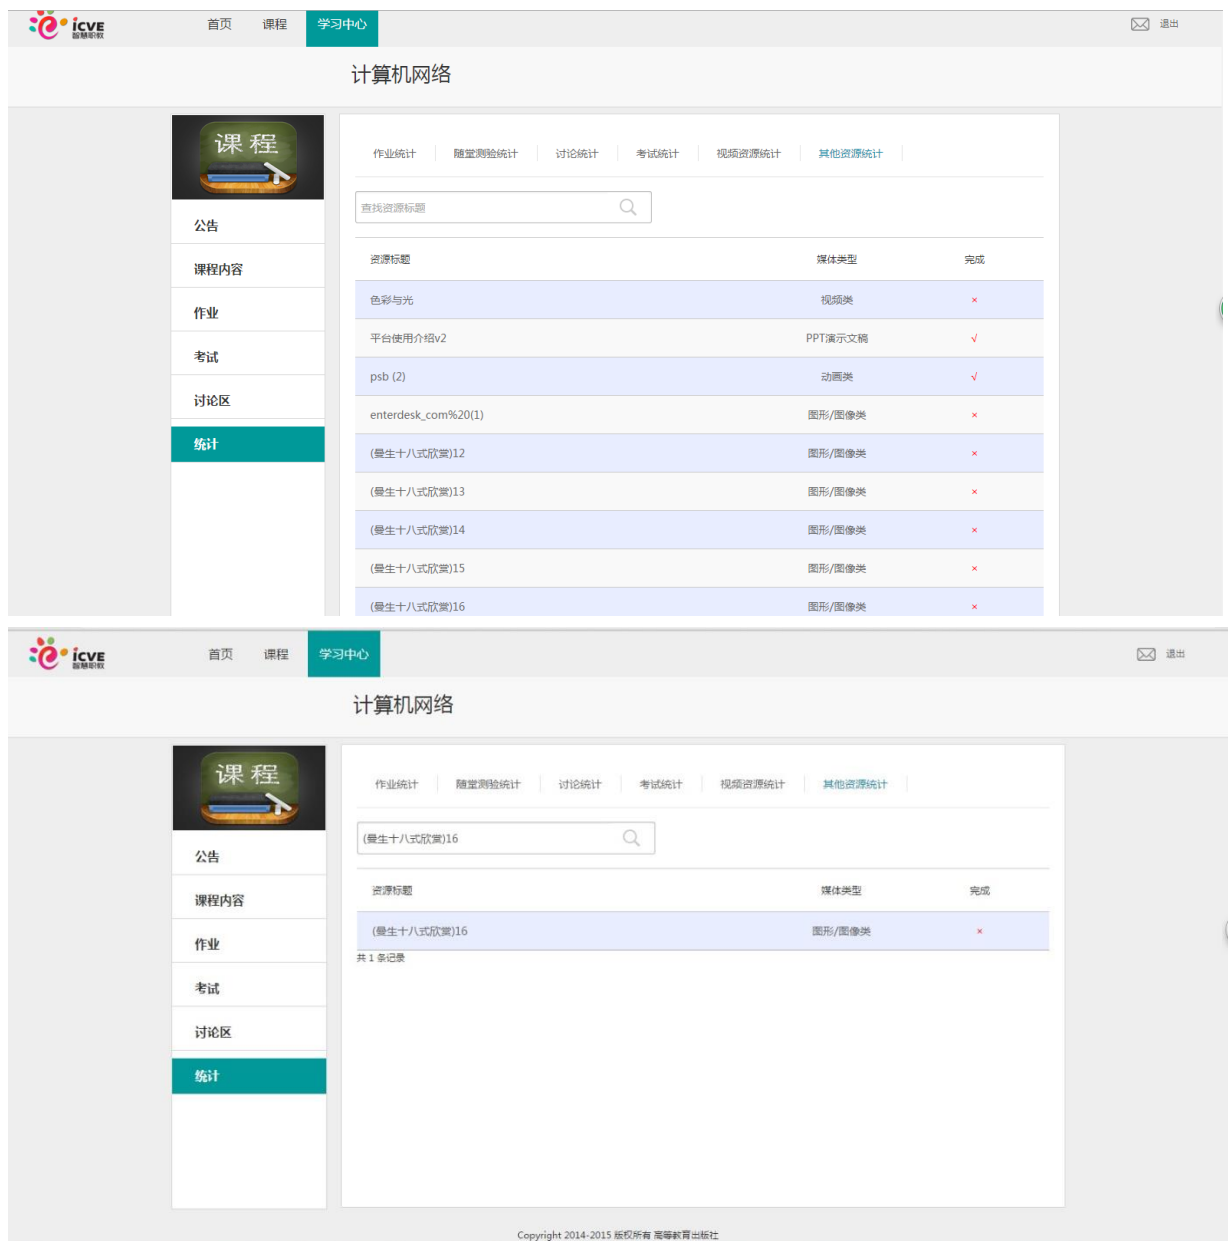 icve 首页 课程 学习中心 退出
智慧职教
计算机网络
课程
作业统计 随堂测验统计 讨论统计 考试统计 视频资源统计 其他资源统计
查找资源标题
公告
课程内容
作业
考试
讨论区
统计
资源标题 媒体类型 完成
色彩与光 视频类 ×
平台使用介绍v2 PPT演示文稿 √
psb (2) 动画类 √
enterdesk_com%20(1) 图形/图像类 ×
(曼生十八式欣赏)12 图形/图像类 ×
(曼生十八式欣赏)13 图形/图像类 ×
(曼生十八式欣赏)14 图形/图像类 ×
(曼生十八式欣赏)15 图形/图像类 ×
(曼生十八式欣赏)16 图形/图像类 ×
icve 首页 课程 学习中心 退出
智慧职教
计算机网络
课程
作业统计 随堂测验统计 讨论统计 考试统计 视频资源统计 其他资源统计
(曼生十八式欣赏)16
公告
课程内容
作业
考试
讨论区
统计
资源标题 媒体类型 完成
(曼生十八式欣赏)16 图形/图像类 ×
共 1 条记录
Copyright 2014-2015 版权所有 高等教育出版社